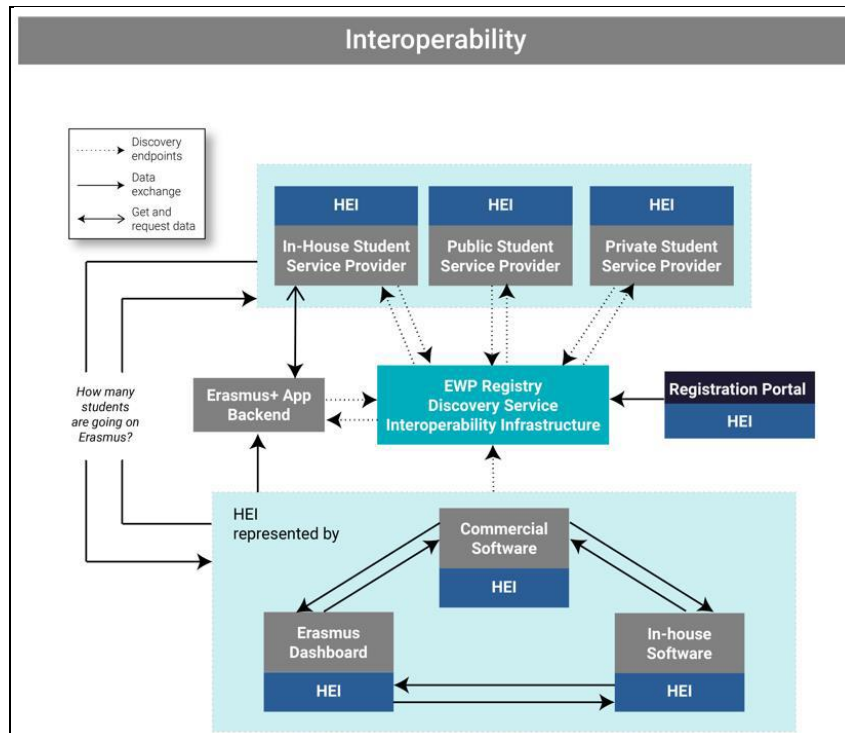 Interoperability
Discovery
endpoints
Data
exchange
Get and
request data
HEI
In-House Student
Service Provider
HEI
Public Student
Service Provider
HEI
Private Student
Service Provider
How many
students
are going on
Erasmus?
Erasmus+ App
Backend
EWP Registry
Discovery Service
Interoperability Infrastructure
Registration Portal
HEI
HEI
represented by
Commercial
Software
HEI
Erasmus
Dashboard
HEI
In-house
Software
HEI